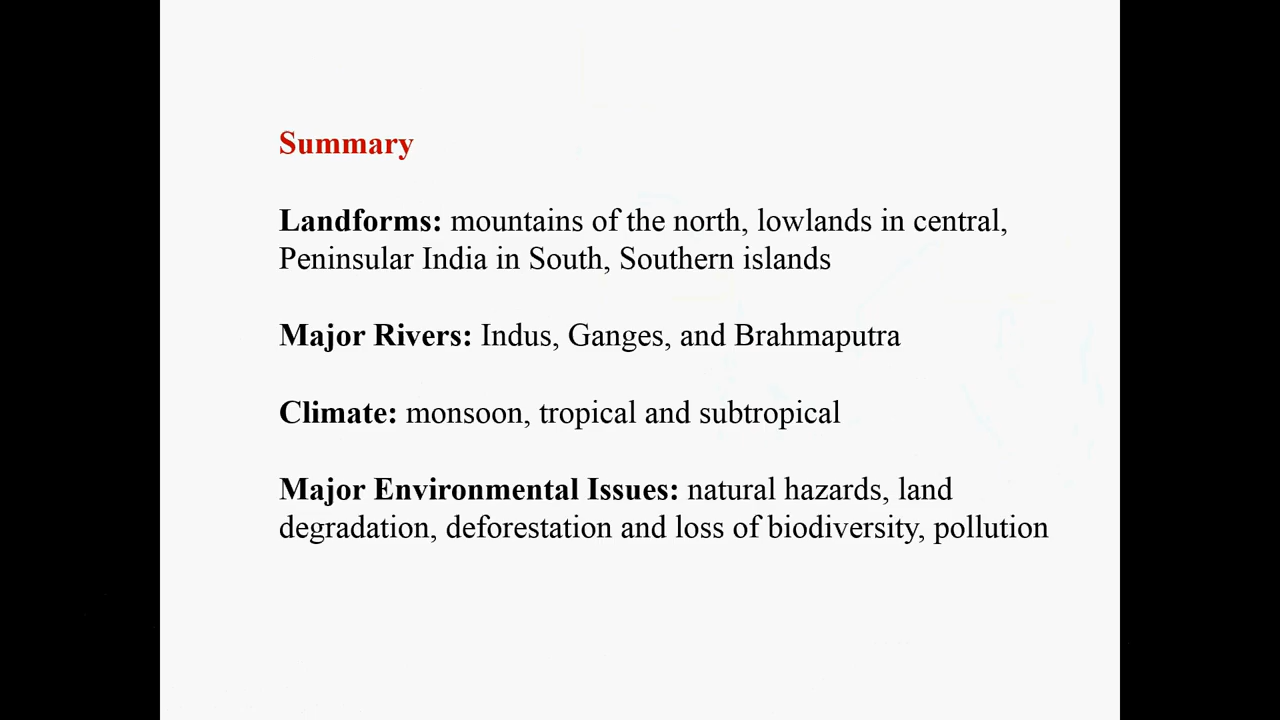 Summary
Landforms: mountains of the north, lowlands in central,
Peninsular India in South, Southern islands
Major Rivers: Indus, Ganges, and Brahmaputra
Climate: monsoon, tropical and subtropical
Major Environmental Issues: natural hazards, land
degradation, deforestation and loss of biodiversity, pollution